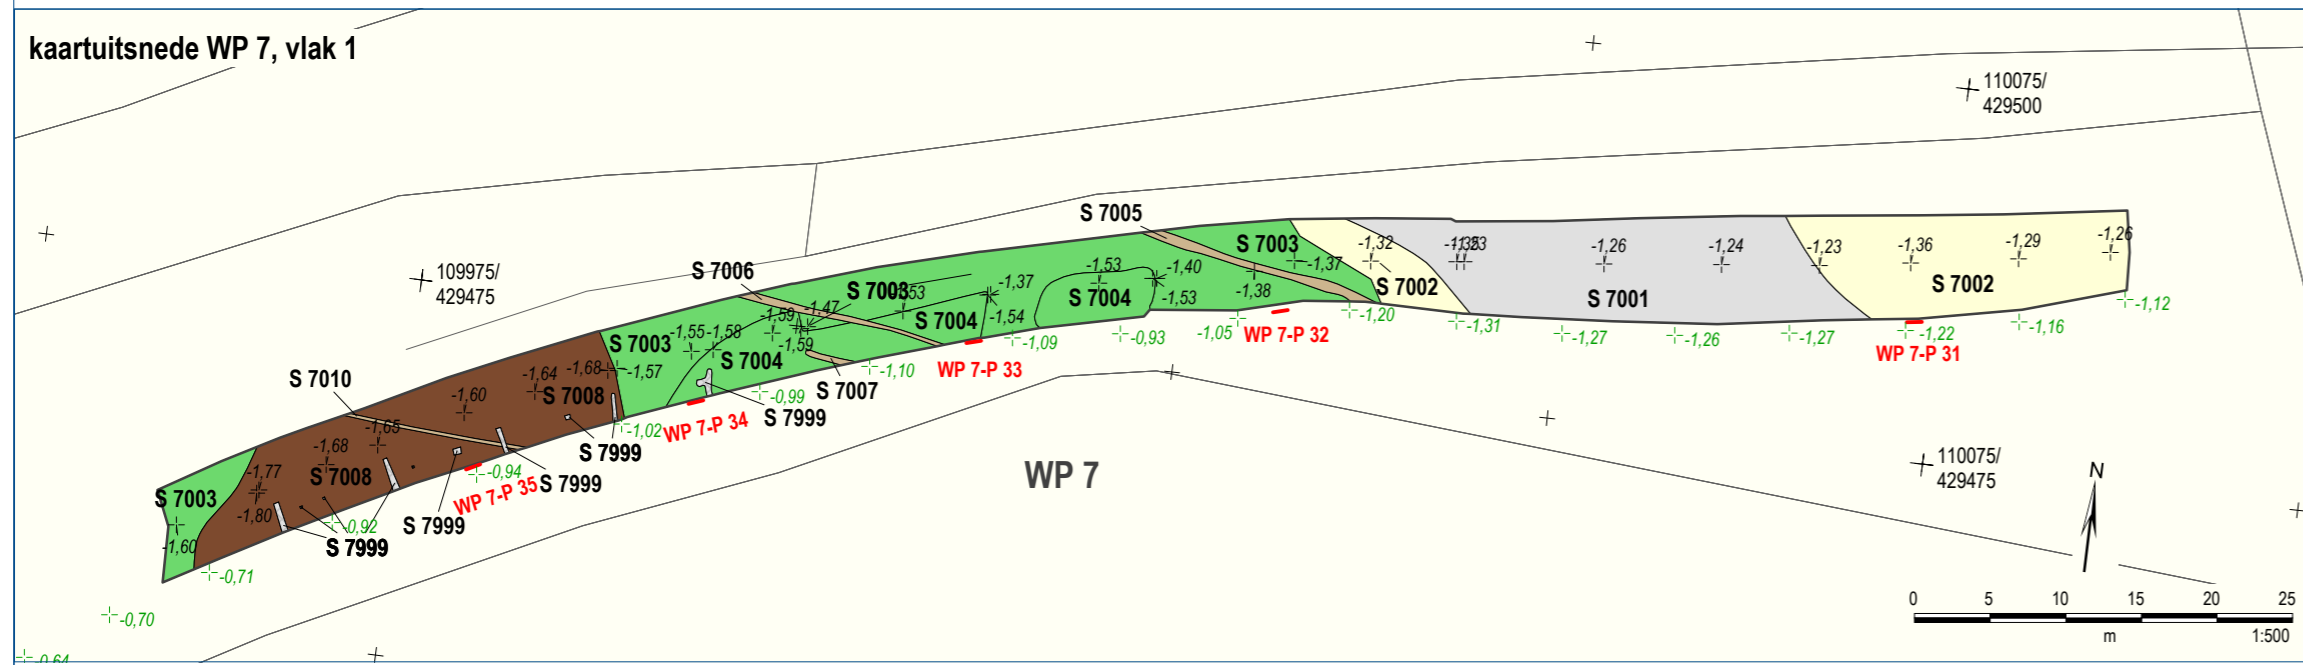 kaartuitsnede WP 7, vlak 1
110075/
429500
109975/
429475
S 7005
S 7003
-1,32
-1,26
-1,24
-1,23
-1,36
-1,29
-1,26
S 7006
S 7003
-1,53
-1,40
-1,37
-1,37
S 7002
S 7001
S 7002
-1,12
-1,47
-1,53
S 7004
-1,53
-1,38
-1,20
-1,31
-1,27
-1,26
-1,27
-1,22
-1,16
-1,59
S 7004
-1,54
-1,05
WP 7-P 32
WP 7-P 31
S 7003
-1,55
-1,58
-1,59
-1,09
-0,93
S 7004
-1,68
-1,57
S 7007
-1,10
WP 7-P 33
S 7010
-1,64
S 7008
-1,60
-0,99
S 7999
-1,65
-1,02
WP 7-P 34
S 7999
-1,68
S 7008
-1,77
-0,94
S 7999
WP 7-P 35
WP 7
110075/
429475
N
S 7003
-1,80
-0,92
S 7999
S 7999
-1,60
-0,71
-0,70
-0,64
0 5 10 15 20 25
m 1:500